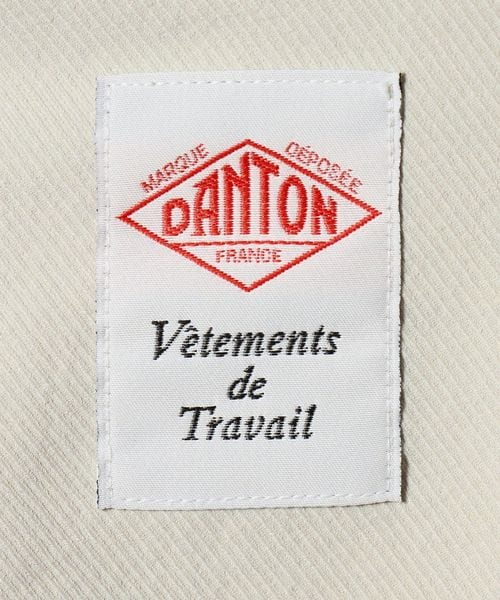 MARQUE DÉPOSÉE
DANTON
FRANCE
Vêtements
de
Travail